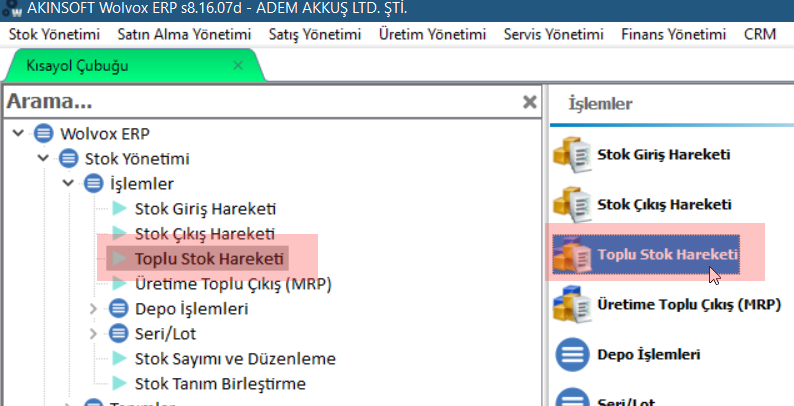 AKINSOFT Wolvox ERP s8.16.07d - ADEM AKKUŞ LTD. ŞTİ.
Stok Yönetimi Satın Alma Yönetimi Satış Yönetimi Üretim Yönetimi Servis Yönetimi Finans Yönetimi CRM
Kısayol Çubuğu
Arama...
Wolvox ERP
Stok Yönetimi
İşlemler
Stok Giriş Hareketi
Stok Çıkış Hareketi
Toplu Stok Hareketi
Üretime Toplu Çıkış (MRP)
Depo İşlemleri
Seri/Lot
Stok Sayımı ve Düzenleme
Stok Tanım Birleştirme
Tanımlar
İşlemler
Stok Giriş Hareketi
Stok Çıkış Hareketi
Toplu Stok Hareketi
Üretime Toplu Çıkış (MRP)
Depo İşlemleri
Seri/Lot